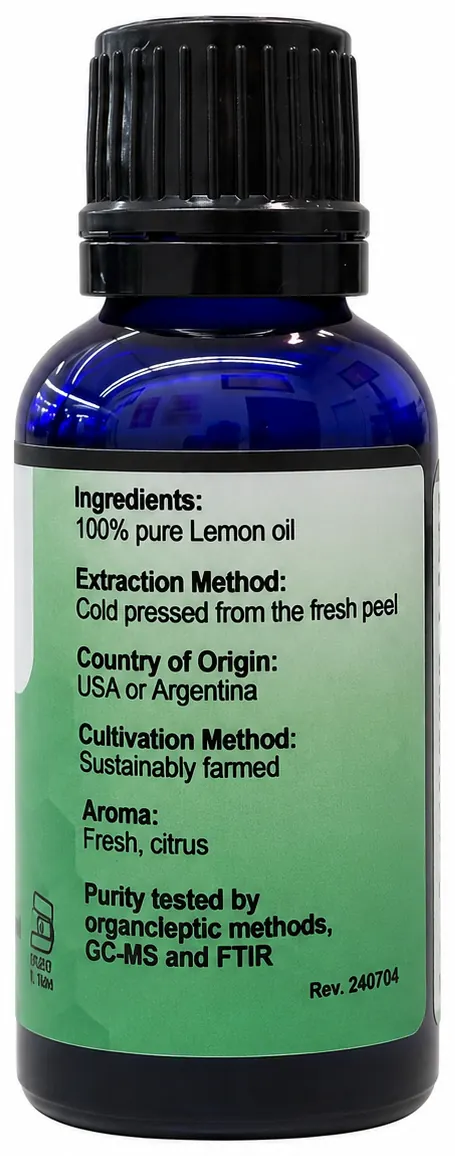 Ingredients:
100% pure Lemon oil
Extraction Method:
Cold pressed from the fresh peel
Country of Origin:
USA or Argentina
Cultivation Method:
Sustainably farmed
Aroma:
Fresh, citrus
Purity tested by
organcleptic methods,
GC-MS and FTIR
Rev. 240704